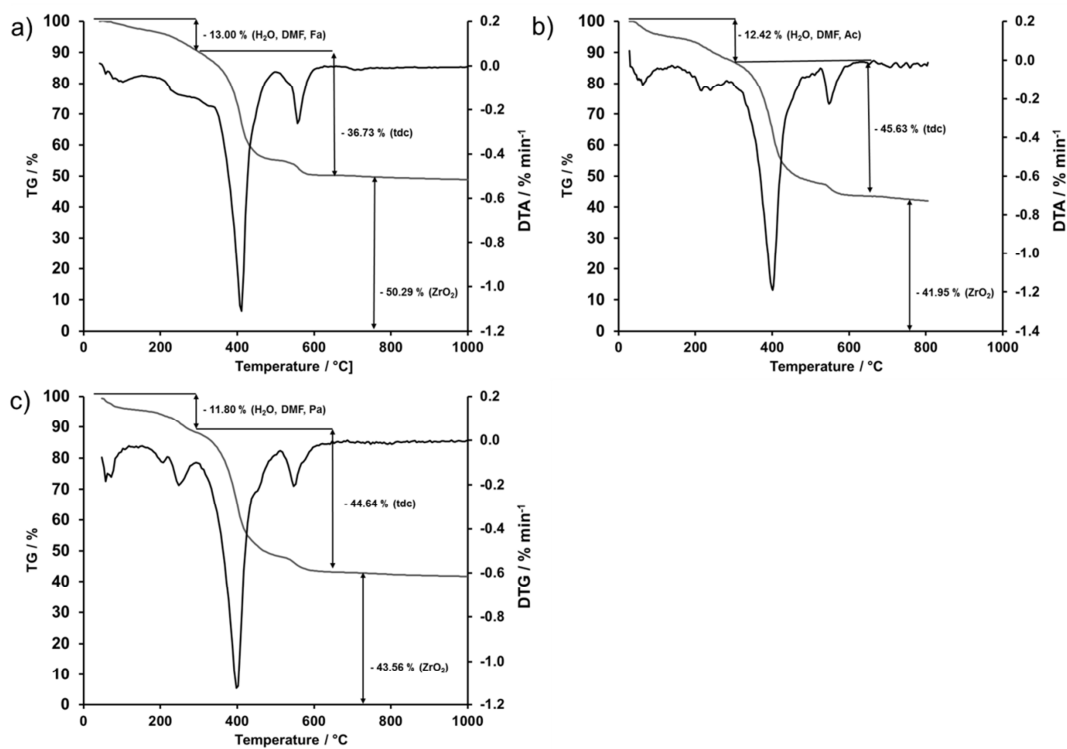 a)
TG / %
100
90
80
70
60
50
40
30
20
10
0
- 13.00 % (H₂O, DMF, Fa)
- 36.73 % (tdc)
- 50.29 % (ZrO₂)
0.2
0.0
-0.2
-0.4
-0.6
-0.8
-1.0
-1.2
DTA / % min⁻¹
0 200 400 600 800 1000
Temperature / °C]
b)
TG / %
100
90
80
70
60
50
40
30
20
10
0
- 12.42 % (H₂O, DMF, Ac)
- 45.63 % (tdc)
- 41.95 % (ZrO₂)
0.2
0.0
-0.2
-0.4
-0.6
-0.8
-1.0
-1.2
-1.4
DTA / % min⁻¹
0 200 400 600 800 1000
Temperature / °C
c)
TG / %
100
90
80
70
60
50
40
30
20
10
0
- 11.80 % (H₂O, DMF, Pa)
- 44.64 % (tdc)
- 43.56 % (ZrO₂)
0.2
0.0
-0.2
-0.4
-0.6
-0.8
-1.0
-1.2
DTG / % min⁻¹
0 200 400 600 800 1000
Temperature / °C